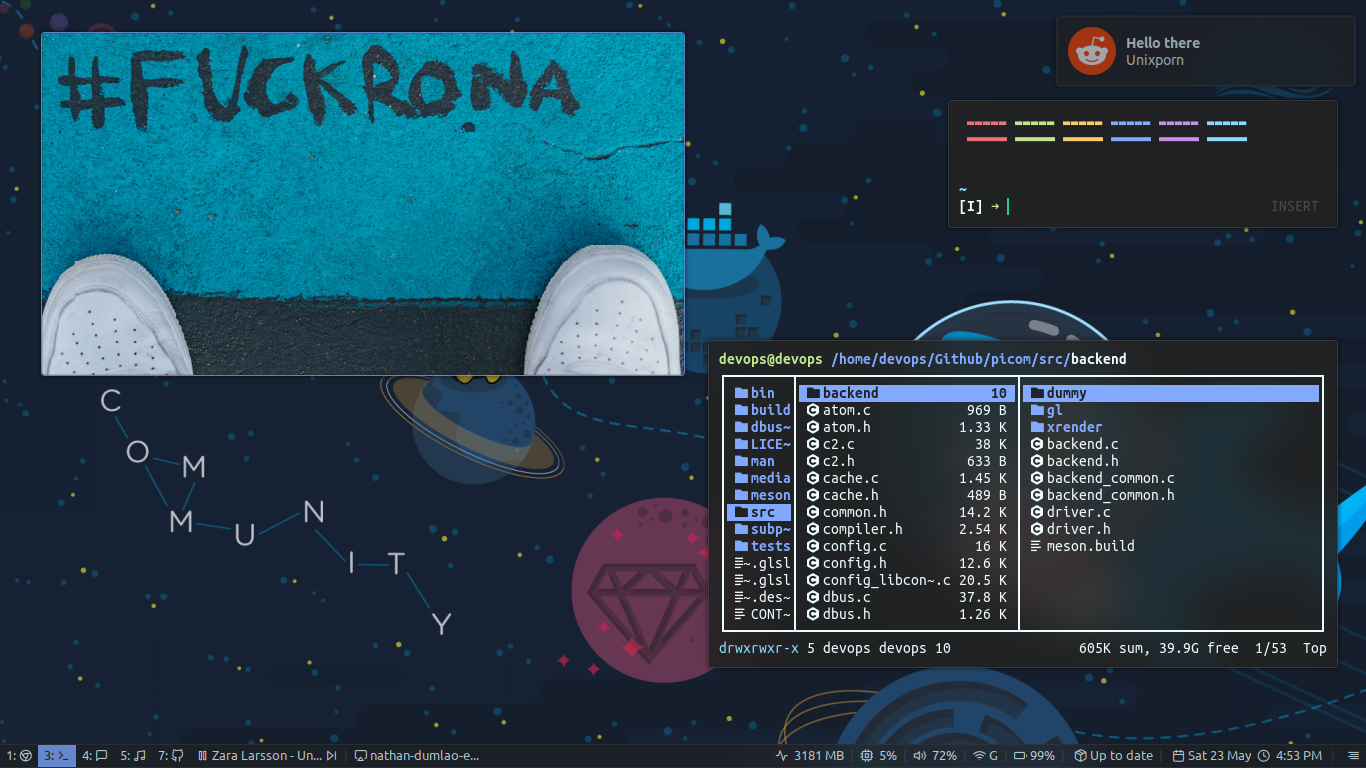 #FUCKRONA
Hello there
Unixporn
~
[I] ➜
INSERT
COMMUNITY
devops@devops /home/devops/Github/picom/src/backend
bin
build
dbus~
LICE~
man
media
meson
src
subp~
tests
~.glsl
~.glsl
~.des~
CONT~
backend 10
atom.c 969 B
atom.h 1.33 K
c2.c 38 K
c2.h 633 B
cache.c 1.45 K
cache.h 489 B
common.h 14.2 K
compiler.h 2.54 K
config.c 16 K
config.h 12.6 K
config_libcon~.c 20.5 K
dbus.c 37.8 K
dbus.h 1.26 K
dummy
gl
xrender
backend.c
backend.h
backend_common.c
backend_common.h
driver.c
driver.h
meson.build
drwxrwxr-x 5 devops devops 10 605K sum, 39.9G free 1/53 Top
1: 3: 4: 5: 7: Zara Larsson - Un... nathan-dumlao-e... 3181 MB 5% 72% G 99% Up to date Sat 23 May 4:53 PM